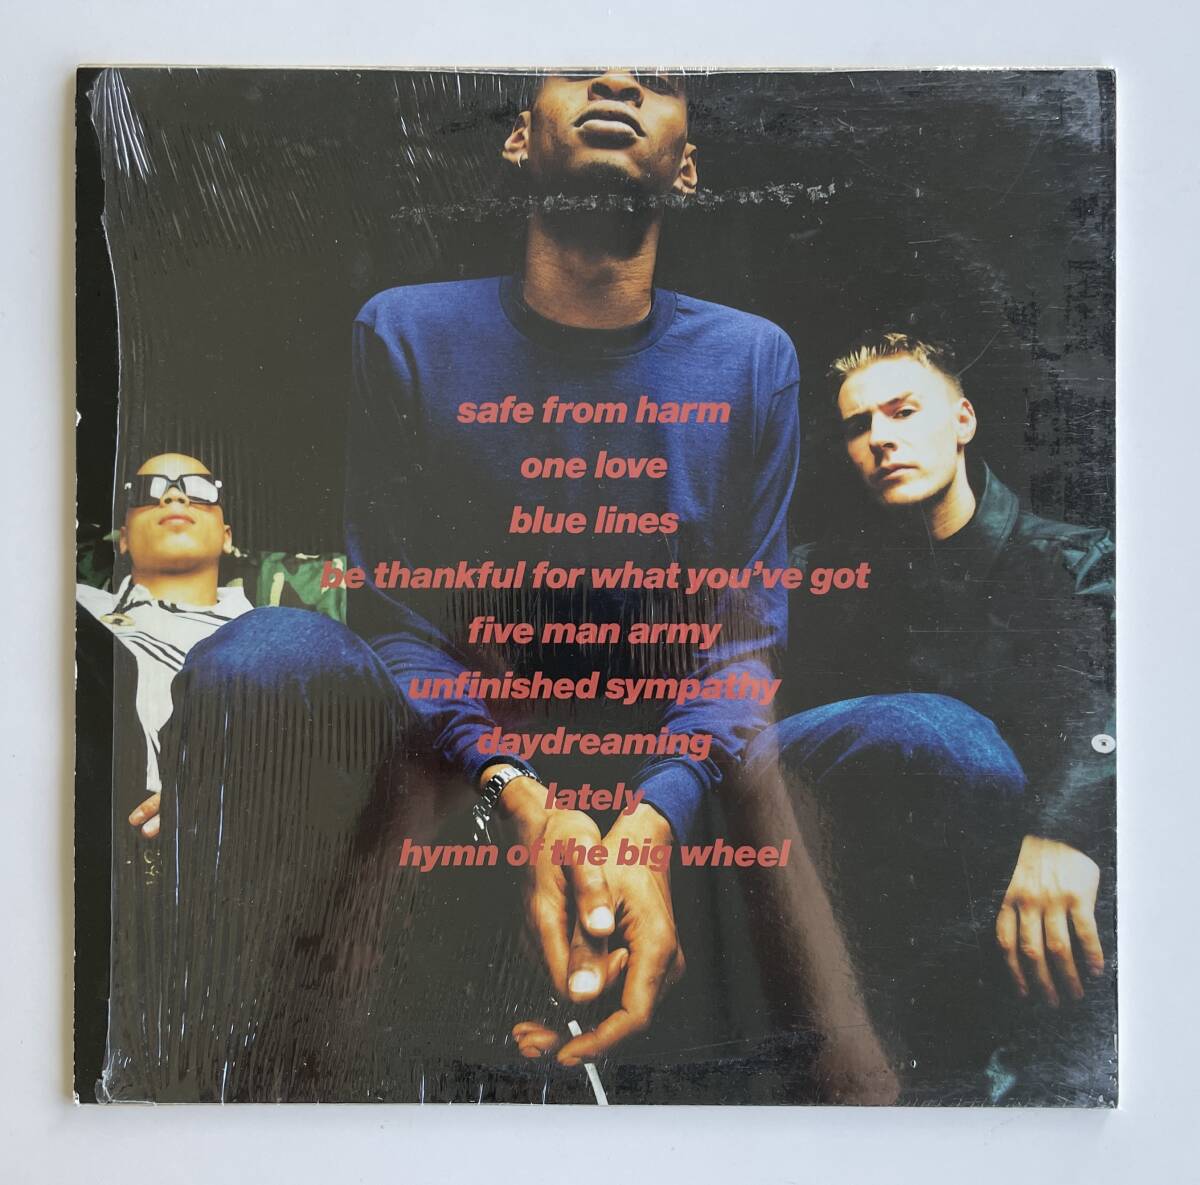 safe from harm
one love
blue lines
be thankful for what you've got
five man army
unfinished sympathy
daydreaming
lately
hymn of the big wheel